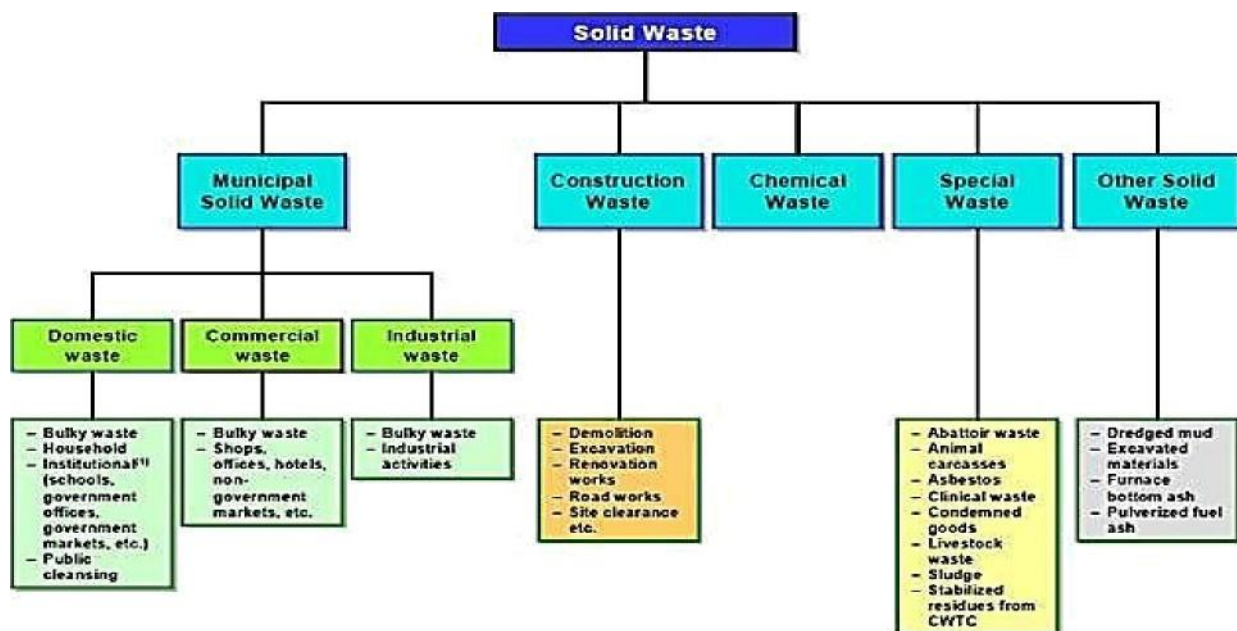 Solid Waste
Municipal
Solid Waste
Construction
Waste
Chemical
Waste
Special
Waste
Other Solid
Waste
Domestic
waste
Commercial
waste
Industrial
waste
– Bulky waste
– Household
– Institutional⁽¹⁾
(schools,
government
offices,
government
markets, etc.)
– Public
cleansing
– Bulky waste
– Shops,
offices, hotels,
non-
government
markets, etc.
– Bulky waste
– Industrial
activities
– Demolition
– Excavation
– Renovation
works
– Road works
– Site clearance
etc.
– Abattoir waste
– Animal
carcasses
– Asbestos
– Clinical waste
– Condemned
goods
– Livestock
waste
– Sludge
– Stabilized
residues from
CWTC
– Dredged mud
– Excavated
materials
– Furnace
bottom ash
– Pulverized fuel
ash